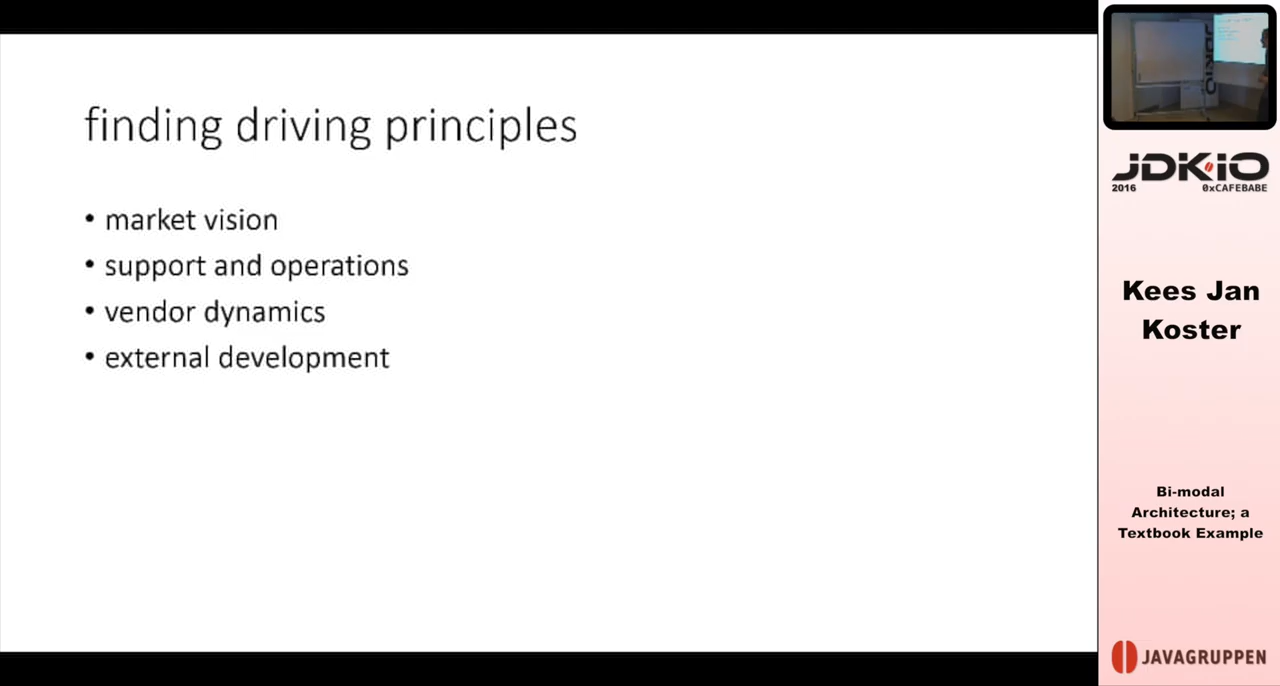 finding driving principles
• market vision
• support and operations
• vendor dynamics
• external development
JDK.iO
2016 0xCAFEBABE
Kees Jan
Koster
Bi-modal
Architecture; a
Textbook Example
JAVAGRUPPEN